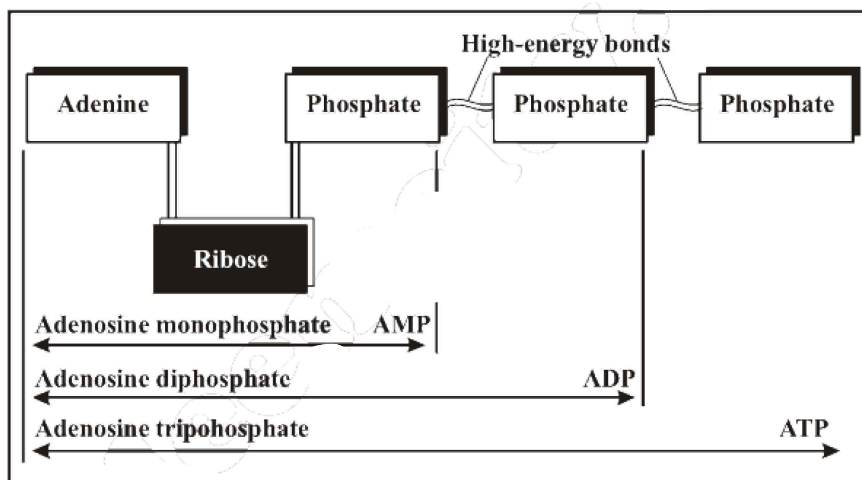 High-energy bonds
Adenine
Phosphate
Phosphate
Phosphate
Ribose
Adenosine monophosphate AMP
Adenosine diphosphate ADP
Adenosine tripohosphate ATP